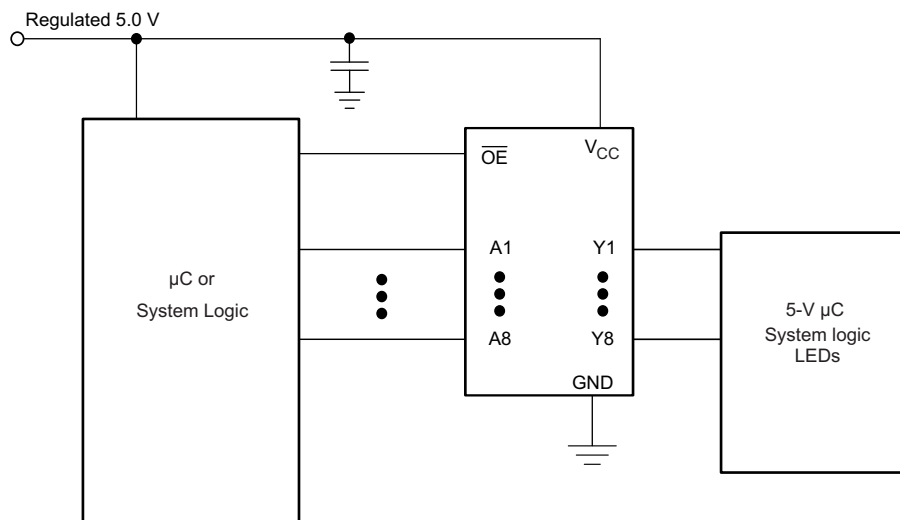 Regulated 5.0 V
OE
VCC
A1
Y1
µC or
System Logic
5-V µC
System logic
LEDs
A8
Y8
GND